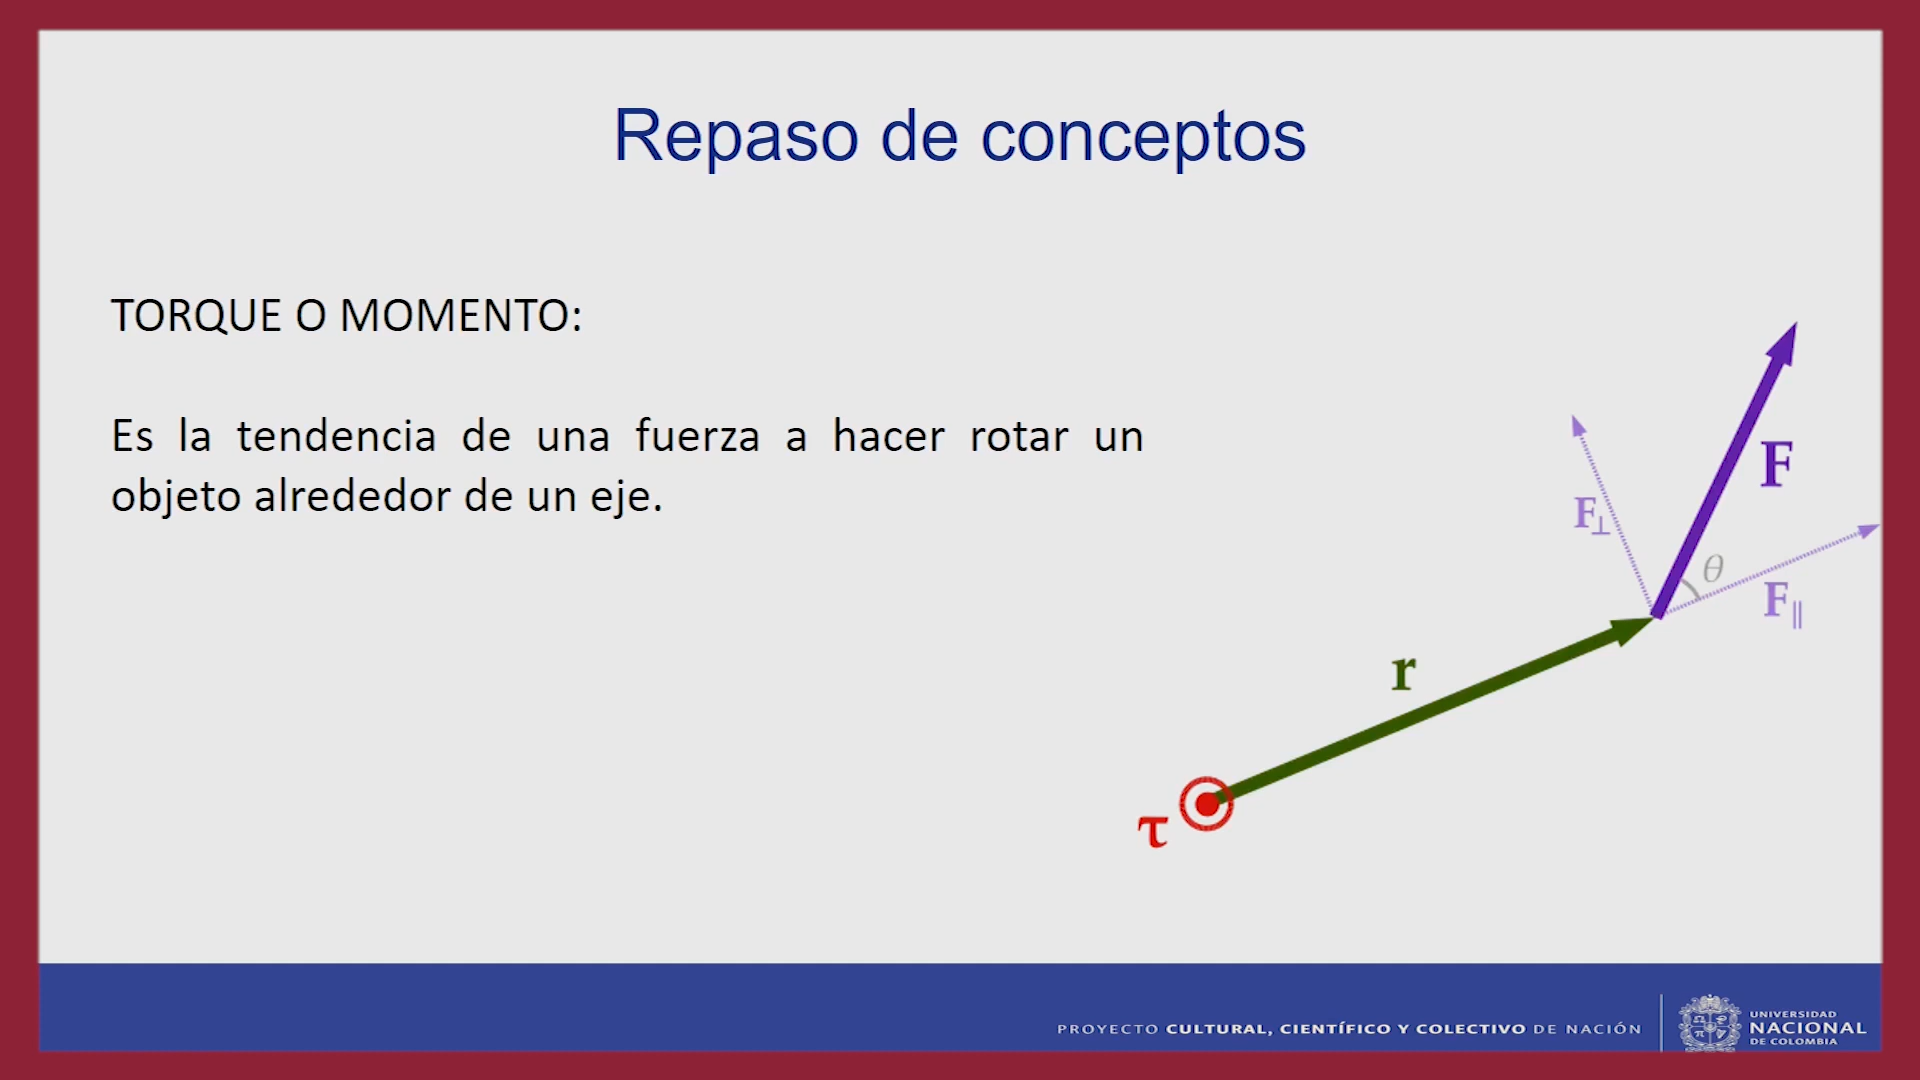 Repaso de conceptos
TORQUE O MOMENTO:
Es la tendencia de una fuerza a hacer rotar un
objeto alrededor de un eje.
F
F⊥
θ
F∥
r
τ
PROYECTO CULTURAL, CIENTÍFICO Y COLECTIVO DE NACIÓN
UNIVERSIDAD
NACIONAL
DE COLOMBIA